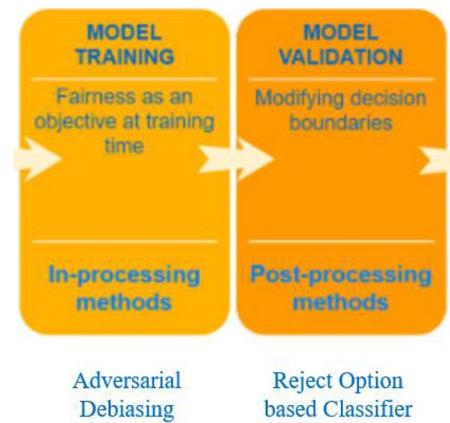 MODEL
TRAINING
Fairness as an
objective at training
time
In-processing
methods
MODEL
VALIDATION
Modifying decision
boundaries
Post-processing
methods
Adversarial
Debiasing
Reject Option
based Classifier